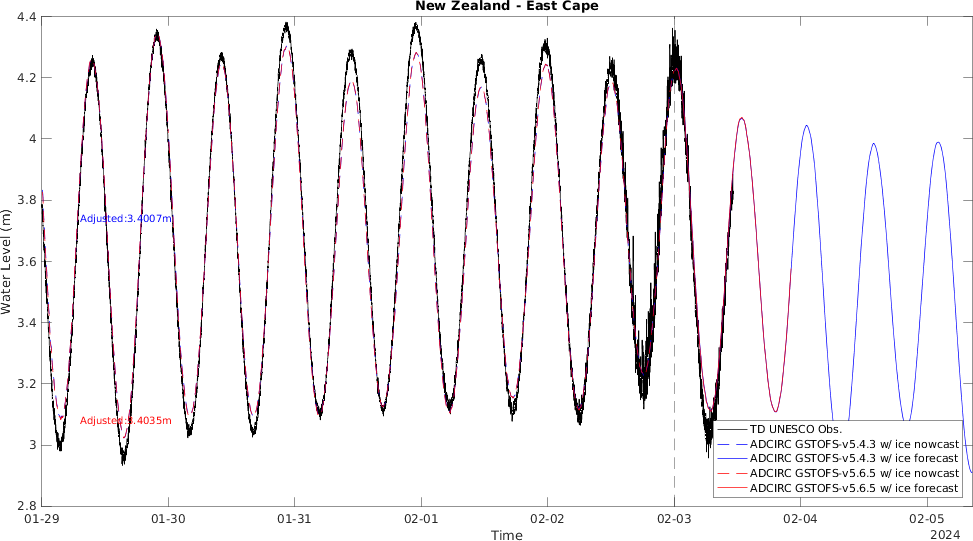 New Zealand - East Cape
4.4
4.2
4
3.8
3.6
3.4
3.2
3
2.8
Water Level (m)
Adjusted:3.4007m
Adjusted:3.4035m
TD UNESCO Obs.
ADCIRC GSTOFS-v5.4.3 w/ ice nowcast
ADCIRC GSTOFS-v5.4.3 w/ ice forecast
ADCIRC GSTOFS-v5.6.5 w/ ice nowcast
ADCIRC GSTOFS-v5.6.5 w/ ice forecast
01-29 01-30 01-31 02-01 02-02 02-03 02-04 02-05
Time
2024